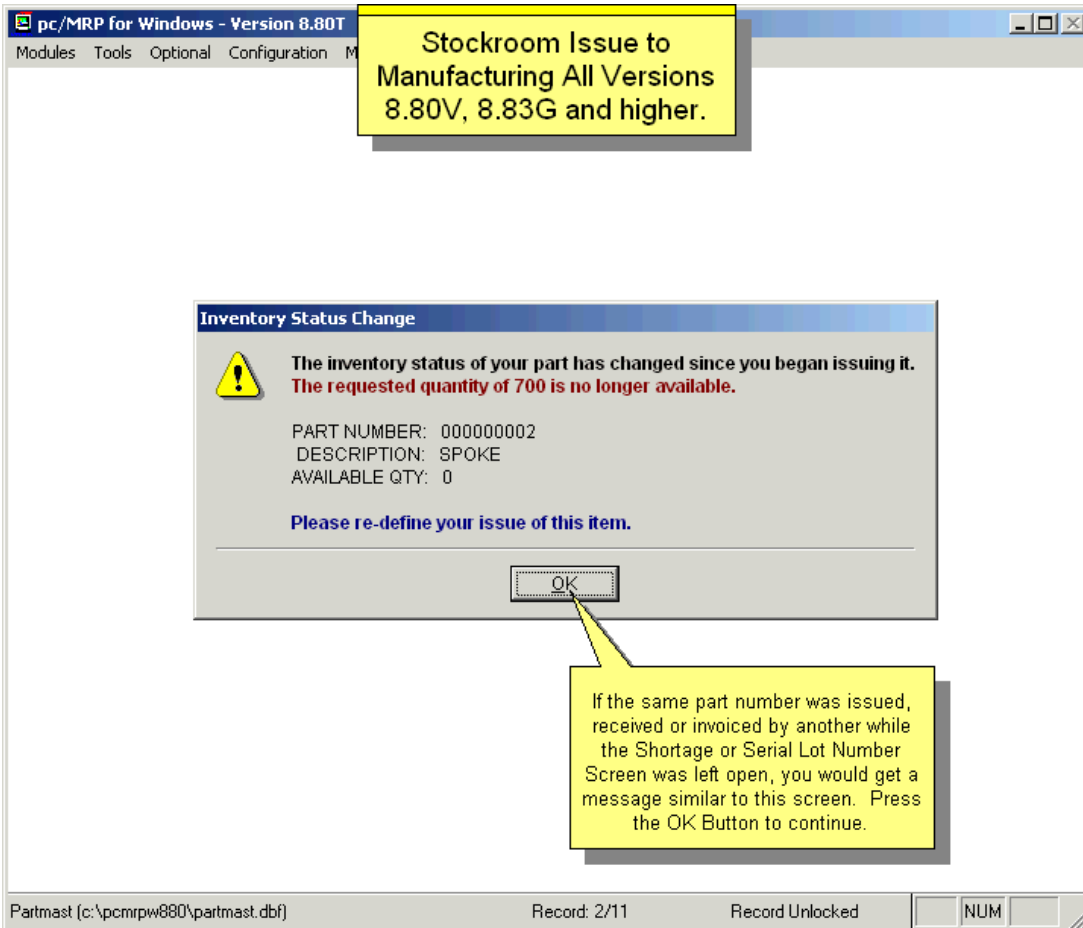 pc/MRP for Windows - Version 8.80T
Modules Tools Optional Configuration M
Stockroom Issue to
Manufacturing All Versions
8.80V, 8.83G and higher.
Inventory Status Change
The inventory status of your part has changed since you began issuing it.
The requested quantity of 700 is no longer available.
PART NUMBER: 000000002
DESCRIPTION: SPOKE
AVAILABLE QTY: 0
Please re-define your issue of this item.
OK
If the same part number was issued,
received or invoiced by another while
the Shortage or Serial Lot Number
Screen was left open, you would get a
message similar to this screen. Press
the OK Button to continue.
Partmast (c:\pcmrpw880\partmast.dbf) Record: 2/11 Record Unlocked NUM